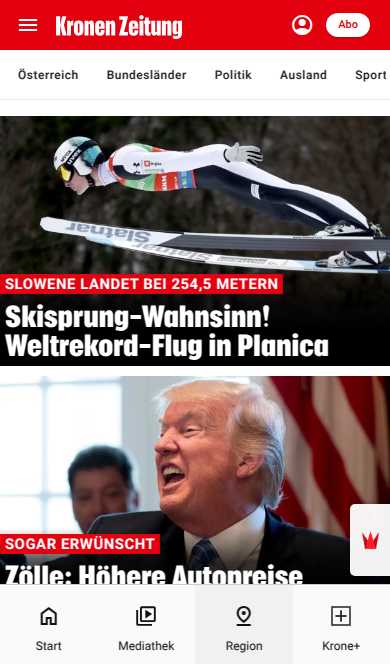 Kronen Zeitung
Abo
Österreich
Bundesländer
Politik
Ausland
Sport
Slatnar
Slatnar
SLOWENE LANDET BEI 254,5 METERN
Skisprung-Wahnsinn!
Weltrekord-Flug in Planica
SOGAR ERWÜNSCHT
Zölle: Höhere Autopreise
Start
Mediathek
Region
Krone+